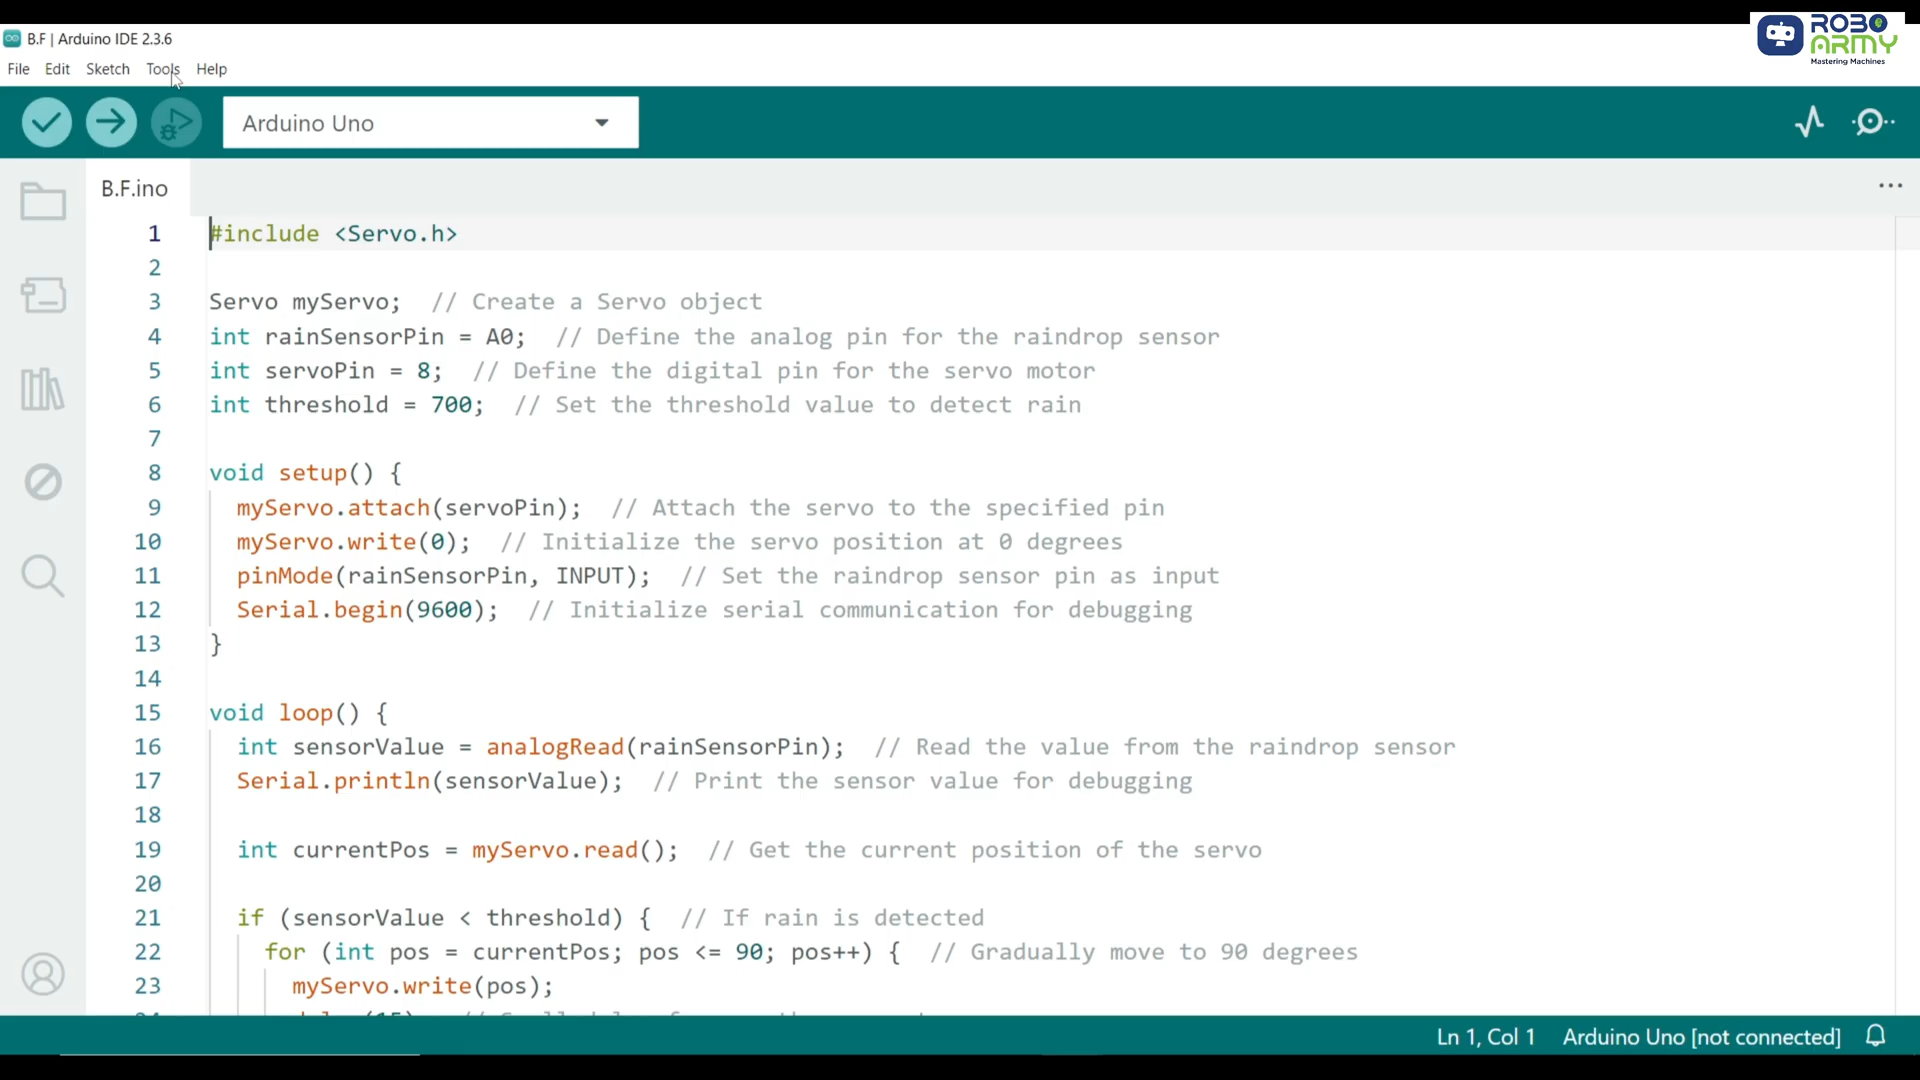 B.F | Arduino IDE 2.3.6
ROBO
ARMY
Mastering Machines
File Edit Sketch Tools Help
Arduino Uno
B.F.ino
1 #include <Servo.h>
2
3 Servo myServo;  // Create a Servo object
4 int rainSensorPin = A0;  // Define the analog pin for the raindrop sensor
5 int servoPin = 8;  // Define the digital pin for the servo motor
6 int threshold = 700;  // Set the threshold value to detect rain
7
8 void setup() {
9 myServo.attach(servoPin);  // Attach the servo to the specified pin
10 myServo.write(0);  // Initialize the servo position at 0 degrees
11 pinMode(rainSensorPin, INPUT);  // Set the raindrop sensor pin as input
12 Serial.begin(9600);  // Initialize serial communication for debugging
13 }
14
15 void loop() {
16 int sensorValue = analogRead(rainSensorPin);  // Read the value from the raindrop sensor
17 Serial.println(sensorValue);  // Print the sensor value for debugging
18
19 int currentPos = myServo.read();  // Get the current position of the servo
20
21 if (sensorValue < threshold) {  // If rain is detected
22 for (int pos = currentPos; pos <= 90; pos++) {  // Gradually move to 90 degrees
23 myServo.write(pos);
Ln 1, Col 1 Arduino Uno [not connected]